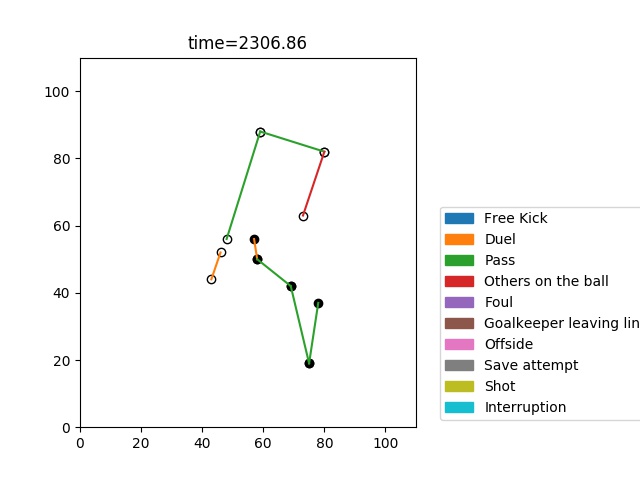 time=2306.86
100
80
60
40
20
0
0 20 40 60 80 100
Free Kick
Duel
Pass
Others on the ball
Foul
Goalkeeper leaving lin
Offside
Save attempt
Shot
Interruption